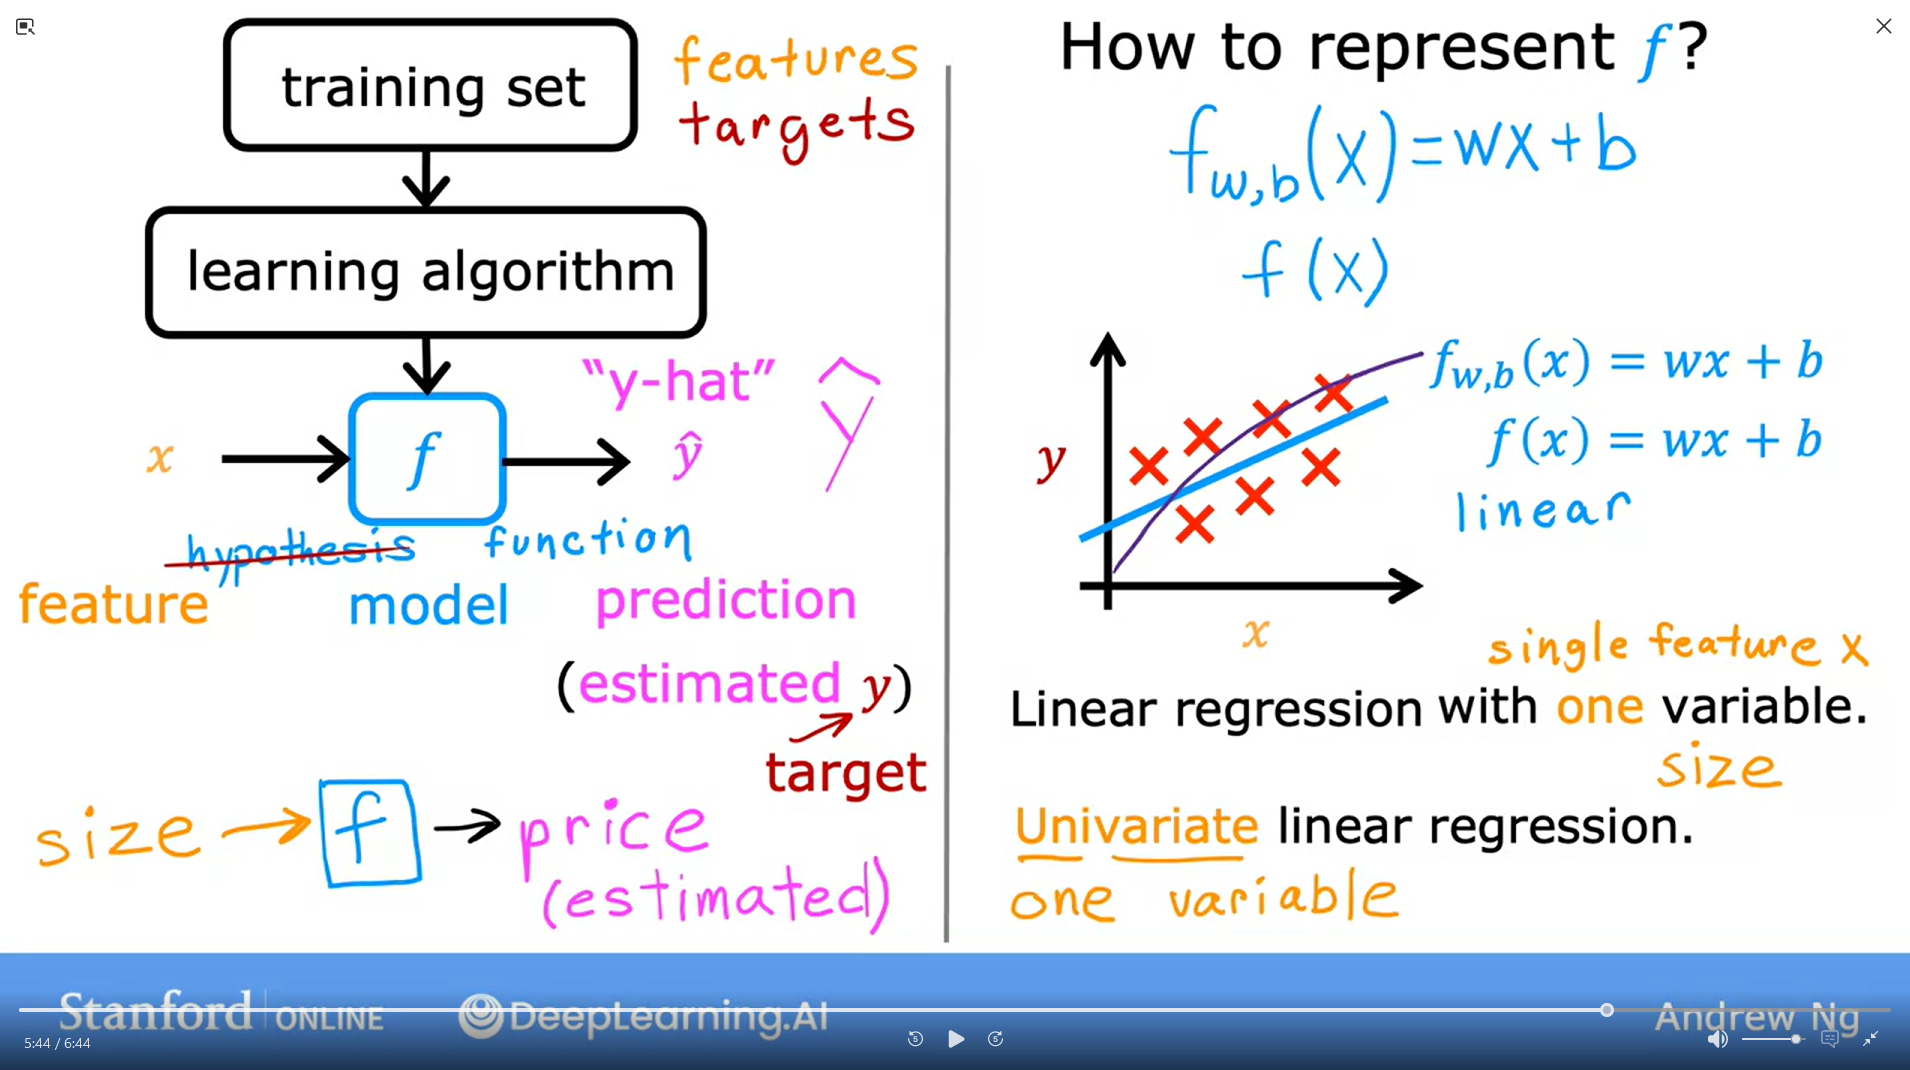 training set
features
targets
learning algorithm
"y-hat"
x
f
ŷ
ŷ
hypothesis
function
feature
model
prediction
(estimated y)
target
size → f → price
(estimated)
How to represent f?
f_{w,b}(x) = wx + b
f(x)
f_{w,b}(x) = wx + b
f(x) = wx + b
linear
y
x
single feature x
Linear regression with one variable.
size
Univariate linear regression.
one variable
Stanford | ONLINE
DeepLearning.AI
Andrew Ng
5:44 / 6:44
5
5